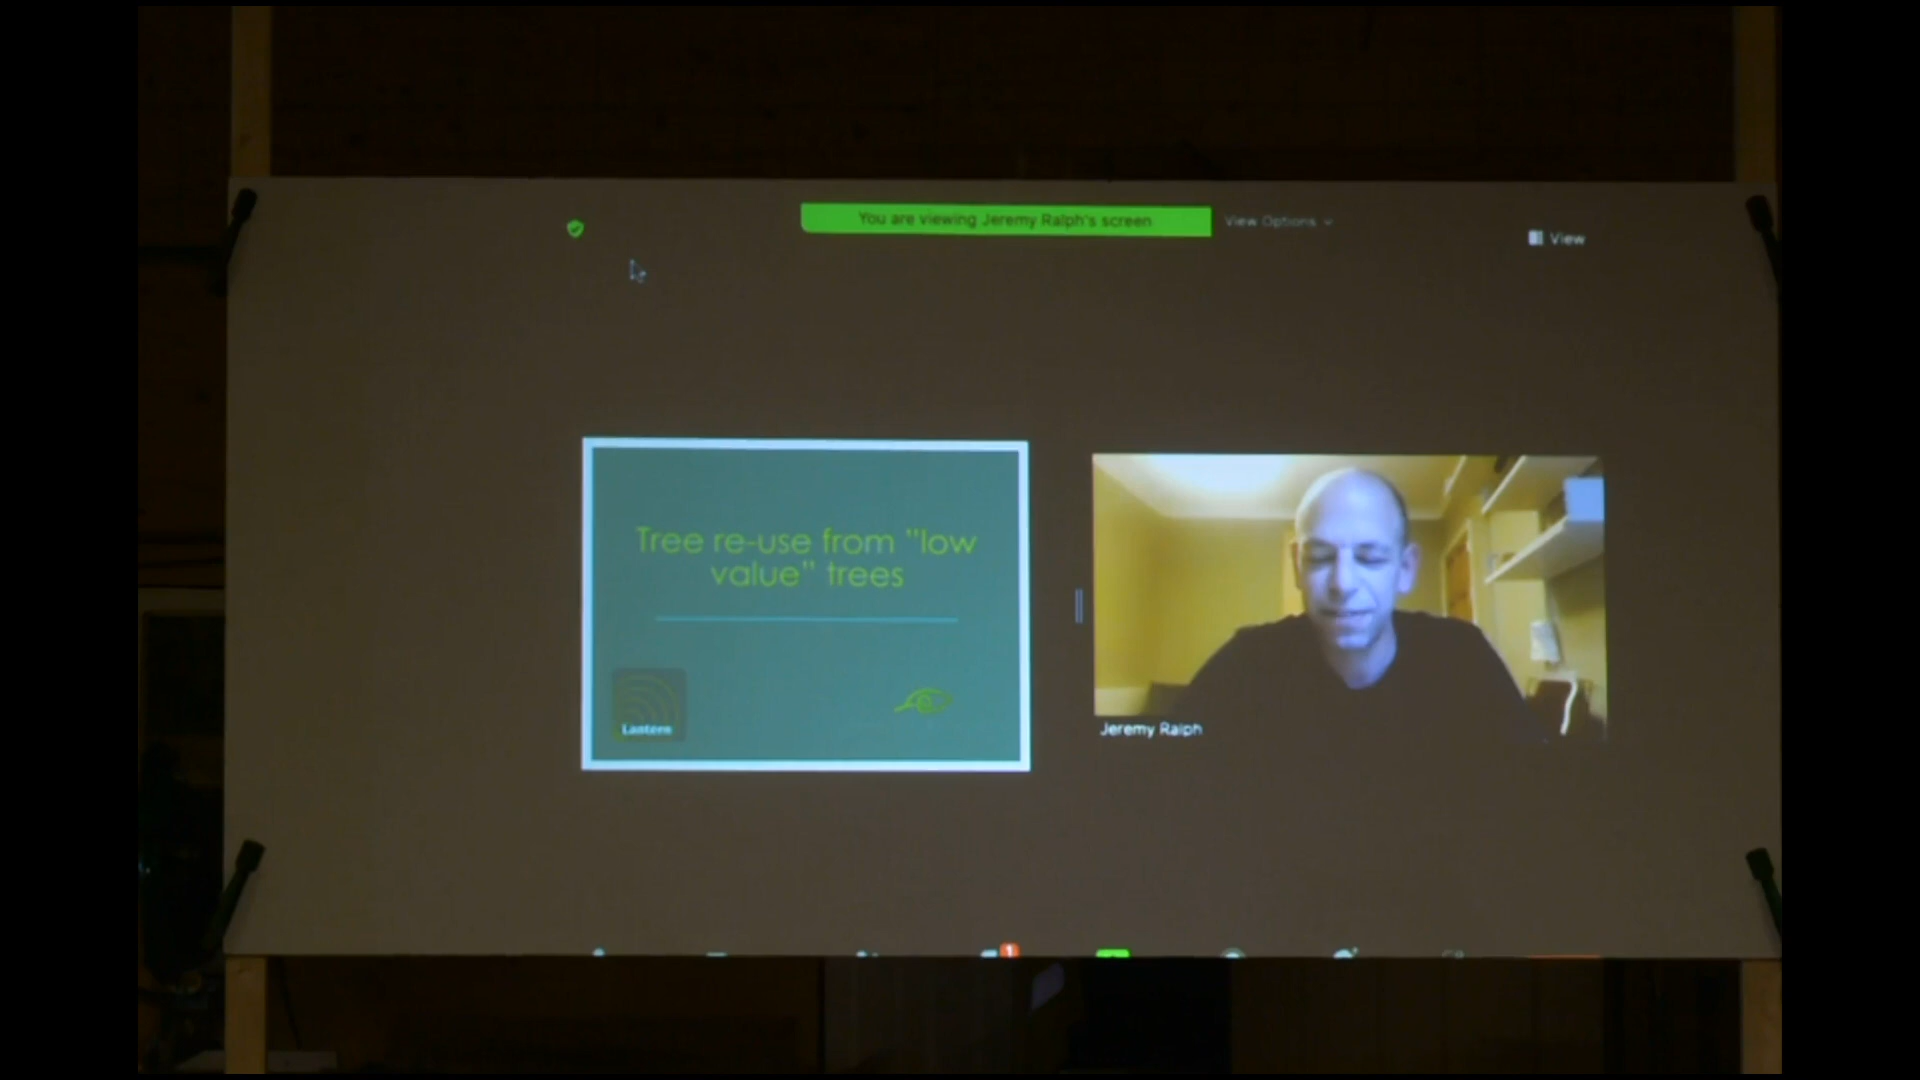 You are viewing Jeremy Ralph's screen
View Options
View
Tree re-use from "low
value" trees
Lantern
Jeremy Ralph
1